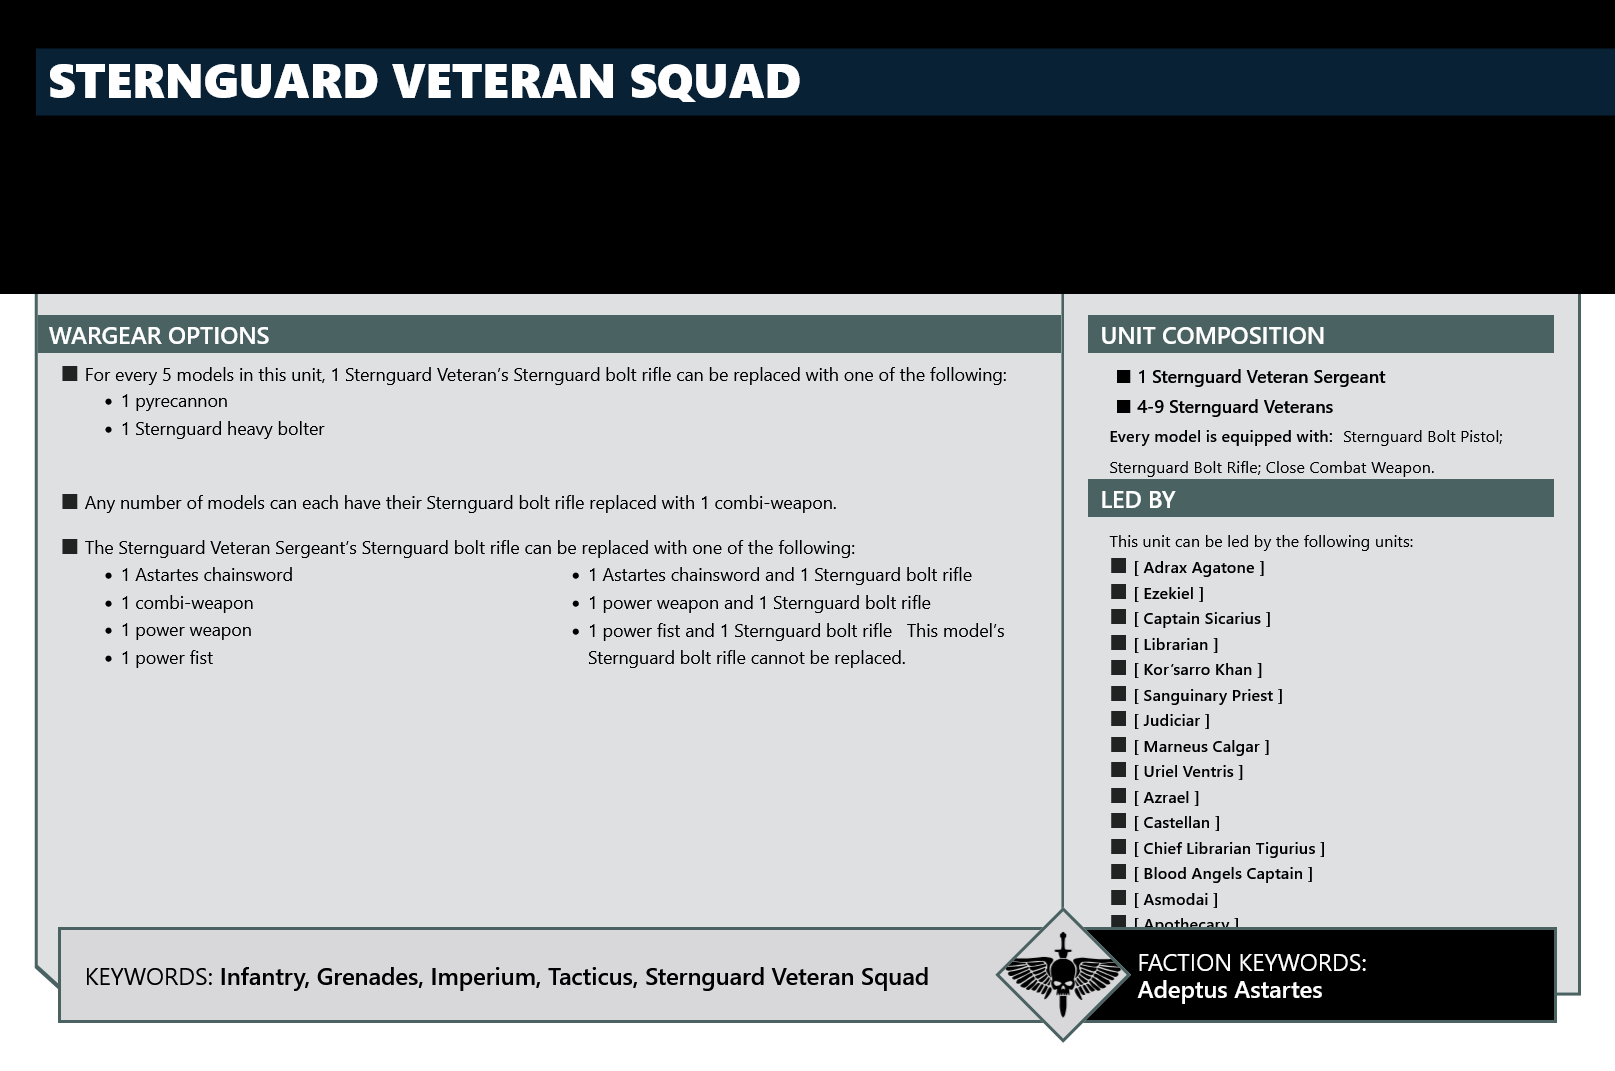 STERNGUARD VETERAN SQUAD
WARGEAR OPTIONS
■ For every 5 models in this unit, 1 Sternguard Veteran’s Sternguard bolt rifle can be replaced with one of the following:
• 1 pyrecannon
• 1 Sternguard heavy bolter
■ Any number of models can each have their Sternguard bolt rifle replaced with 1 combi-weapon.
■ The Sternguard Veteran Sergeant’s Sternguard bolt rifle can be replaced with one of the following:
• 1 Astartes chainsword
• 1 combi-weapon
• 1 power weapon
• 1 power fist
• 1 Astartes chainsword and 1 Sternguard bolt rifle
• 1 power weapon and 1 Sternguard bolt rifle
• 1 power fist and 1 Sternguard bolt rifle This model’s
Sternguard bolt rifle cannot be replaced.
UNIT COMPOSITION
■ 1 Sternguard Veteran Sergeant
■ 4-9 Sternguard Veterans
Every model is equipped with: Sternguard Bolt Pistol;
Sternguard Bolt Rifle; Close Combat Weapon.
LED BY
This unit can be led by the following units:
■ [ Adrax Agatone ]
■ [ Ezekiel ]
■ [ Captain Sicarius ]
■ [ Librarian ]
■ [ Kor’sarro Khan ]
■ [ Sanguinary Priest ]
■ [ Judiciar ]
■ [ Marneus Calgar ]
■ [ Uriel Ventris ]
■ [ Azrael ]
■ [ Castellan ]
■ [ Chief Librarian Tigurius ]
■ [ Blood Angels Captain ]
■ [ Asmodai ]
■ [ Apothecary ]
KEYWORDS: Infantry, Grenades, Imperium, Tacticus, Sternguard Veteran Squad
FACTION KEYWORDS:
Adeptus Astartes